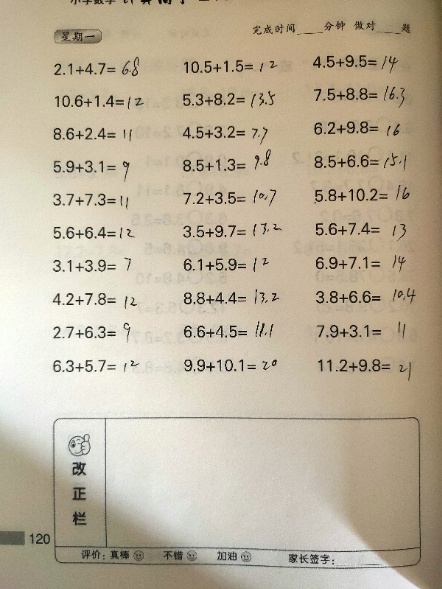 小学数学
星期一 完成时间____分钟 做对____题
2.1+4.7= 6.8 10.5+1.5= 12 4.5+9.5= 14
10.6+1.4= 12 5.3+8.2= 13.5 7.5+8.8= 16.3
8.6+2.4= 11 4.5+3.2= 7.7 6.2+9.8= 16
5.9+3.1= 9 8.5+1.3= 9.8 8.5+6.6= 15.1
3.7+7.3= 11 7.2+3.5= 10.7 5.8+10.2= 16
5.6+6.4= 12 3.5+9.7= 13.2 5.6+7.4= 13
3.1+3.9= 7 6.1+5.9= 12 6.9+7.1= 14
4.2+7.8= 12 8.8+4.4= 13.2 3.8+6.6= 10.4
2.7+6.3= 9 6.6+4.5= 11.1 7.9+3.1= 11
6.3+5.7= 12 9.9+10.1= 20 11.2+9.8= 21
改正栏
120
评价：真棒 不错 加油 家长签字：